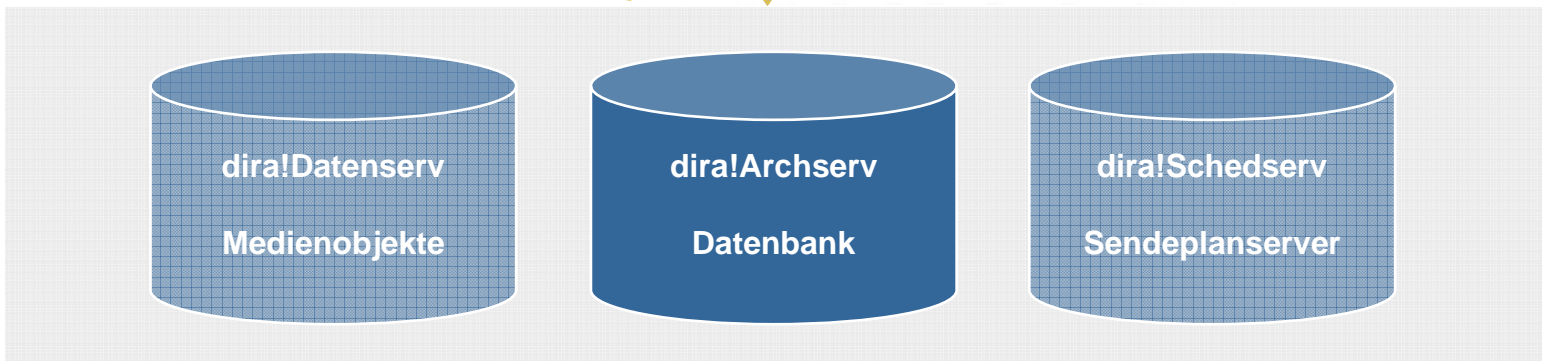 dira!Datenserv
Medienobjekte
dira!Archserv
Datenbank
dira!Schedserv
Sendeplanserver